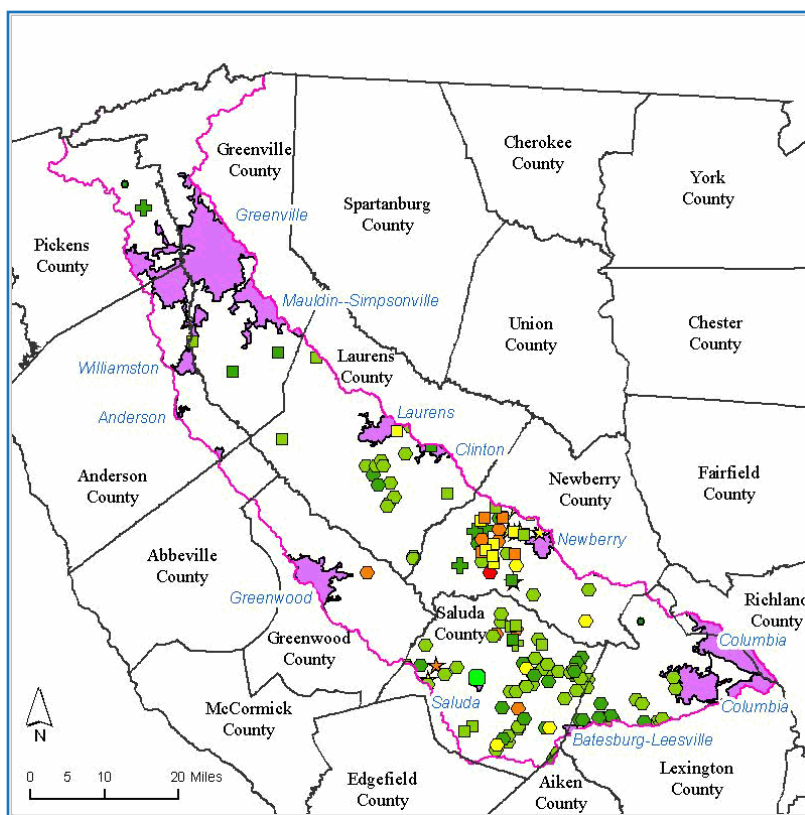 Greenville
County
Cherokee
County
York
County
Spartanburg
County
Greenville
Pickens
County
Mauldin--Simpsonville
Union
County
Chester
County
Laurens
County
Williamston
Laurens
Anderson
Clinton
Anderson
County
Newberry
County
Fairfield
County
Abbeville
County
Newberry
Greenwood
Saluda
County
Richland
County
Greenwood
County
Columbia
McCormick
County
Saluda
Columbia
Batesburg-Leesville
N
Edgefield
County
Aiken
County
Lexington
County
0 5 10 20 Miles